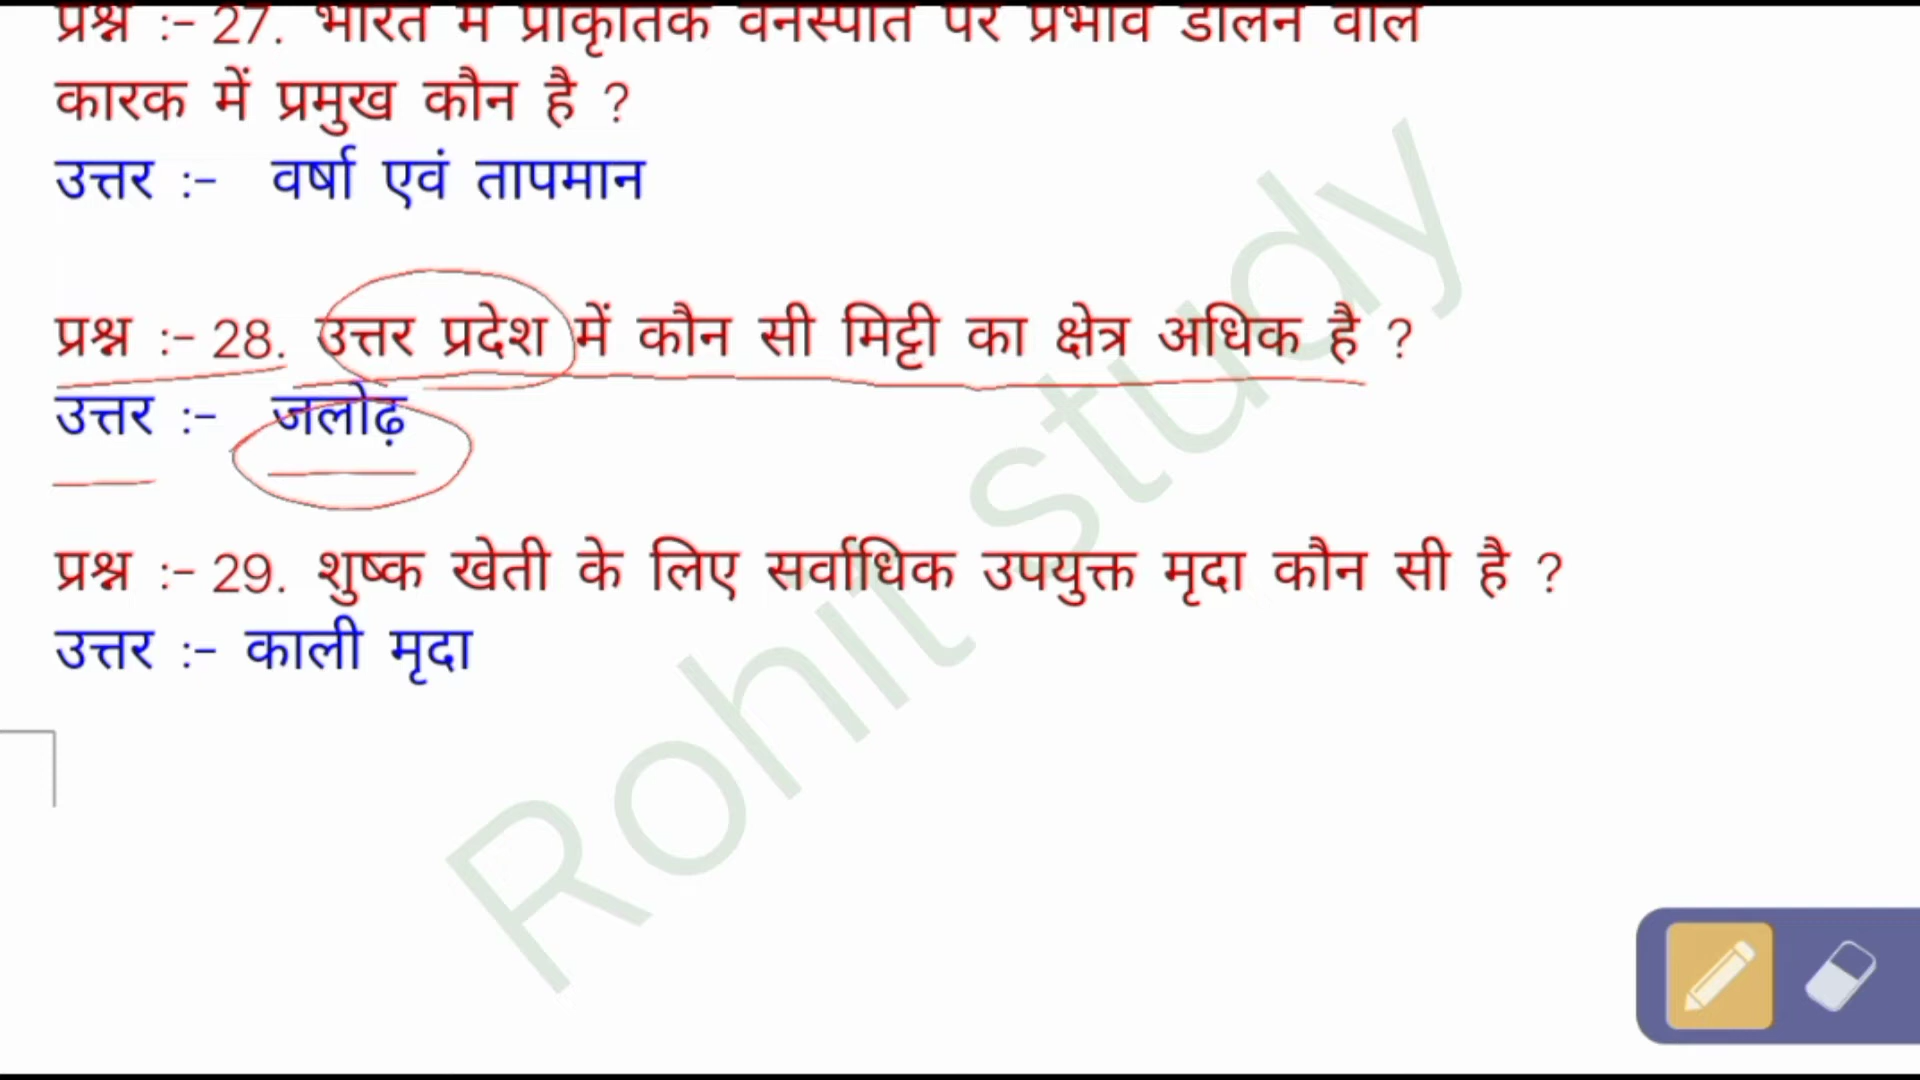 प्रश्न :- 27. भारत में प्राकृतिक वनस्पति पर प्रभाव डालने वाले
कारक में प्रमुख कौन है ?
उत्तर :- वर्षा एवं तापमान
प्रश्न :- 28. उत्तर प्रदेश में कौन सी मिट्टी का क्षेत्र अधिक है ?
उत्तर :- जलोढ़
प्रश्न :- 29. शुष्क खेती के लिए सर्वाधिक उपयुक्त मृदा कौन सी है ?
उत्तर :- काली मृदा
Rohit study